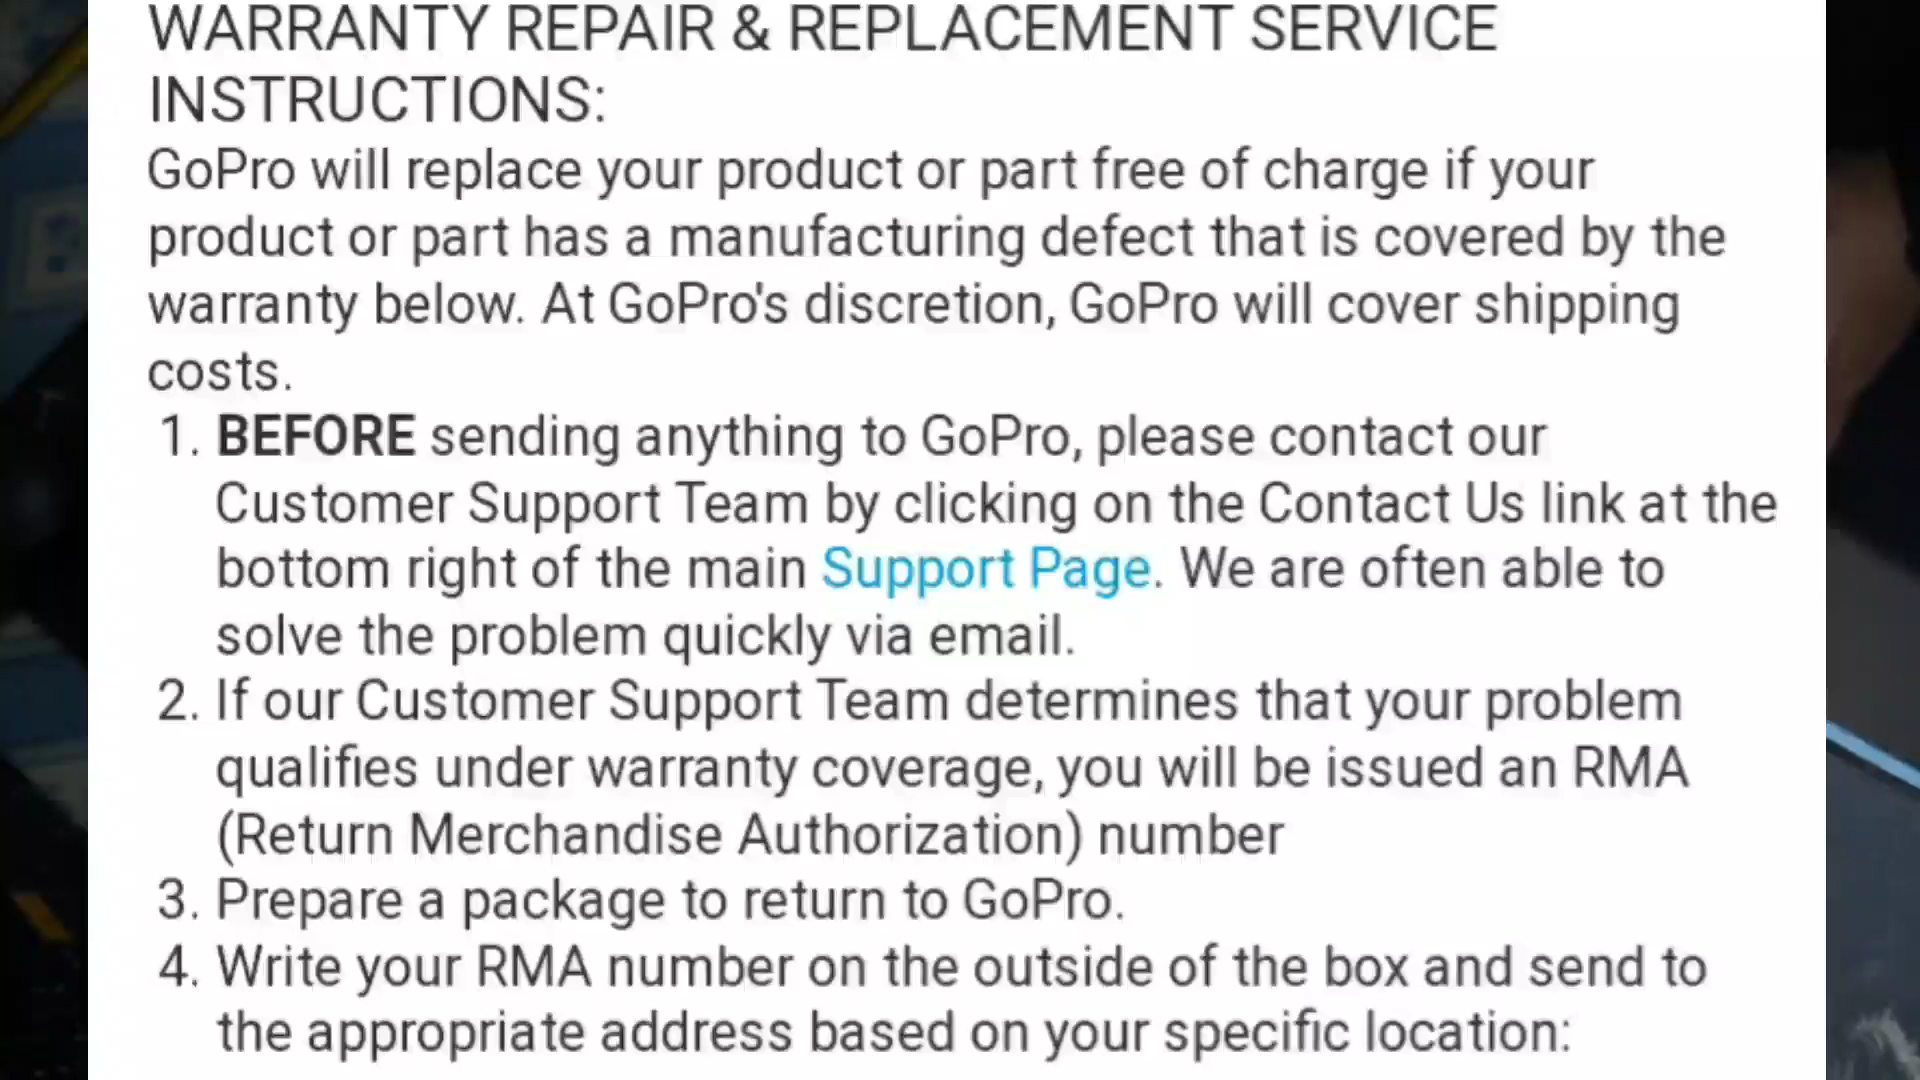 WARRANTY REPAIR & REPLACEMENT SERVICE
INSTRUCTIONS:
GoPro will replace your product or part free of charge if your
product or part has a manufacturing defect that is covered by the
warranty below. At GoPro's discretion, GoPro will cover shipping
costs.
1. BEFORE sending anything to GoPro, please contact our
Customer Support Team by clicking on the Contact Us link at the
bottom right of the main Support Page. We are often able to
solve the problem quickly via email.
2. If our Customer Support Team determines that your problem
qualifies under warranty coverage, you will be issued an RMA
(Return Merchandise Authorization) number
3. Prepare a package to return to GoPro.
4. Write your RMA number on the outside of the box and send to
the appropriate address based on your specific location: